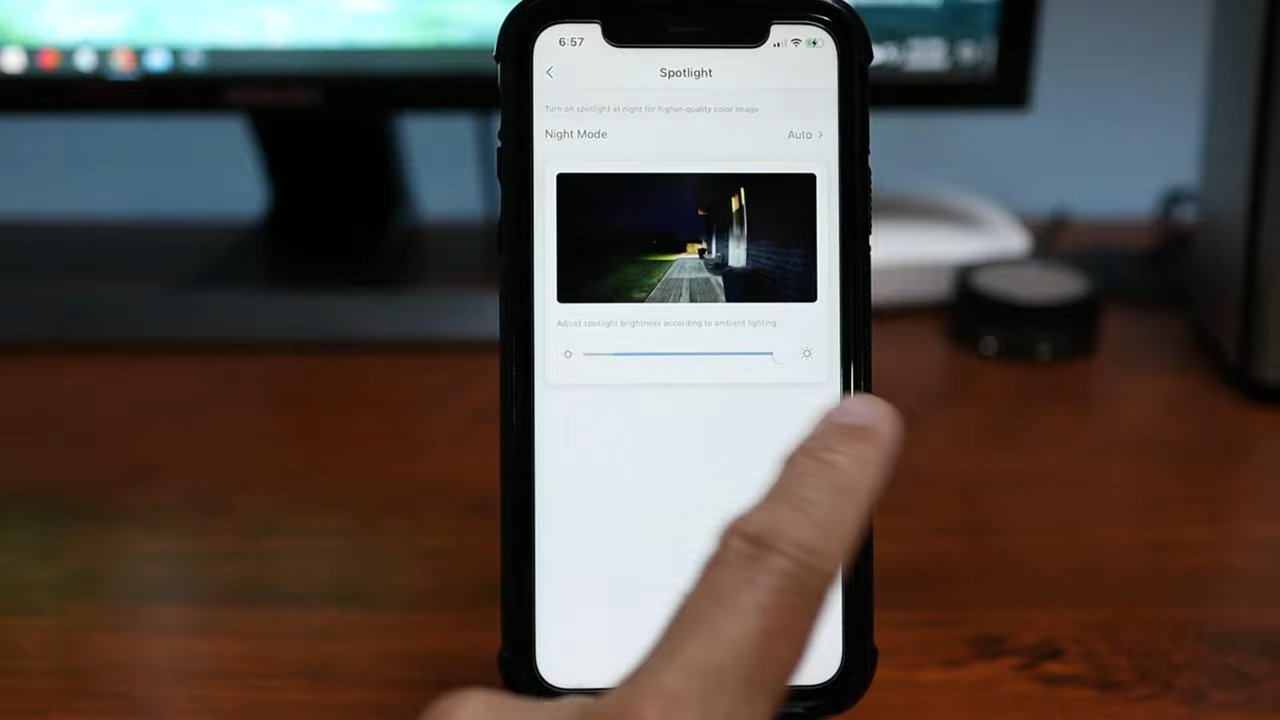 6:57
Spotlight
Turn on spotlight at night for higher-quality color image
Night Mode
Auto
Adjust spotlight brightness according to ambient lighting